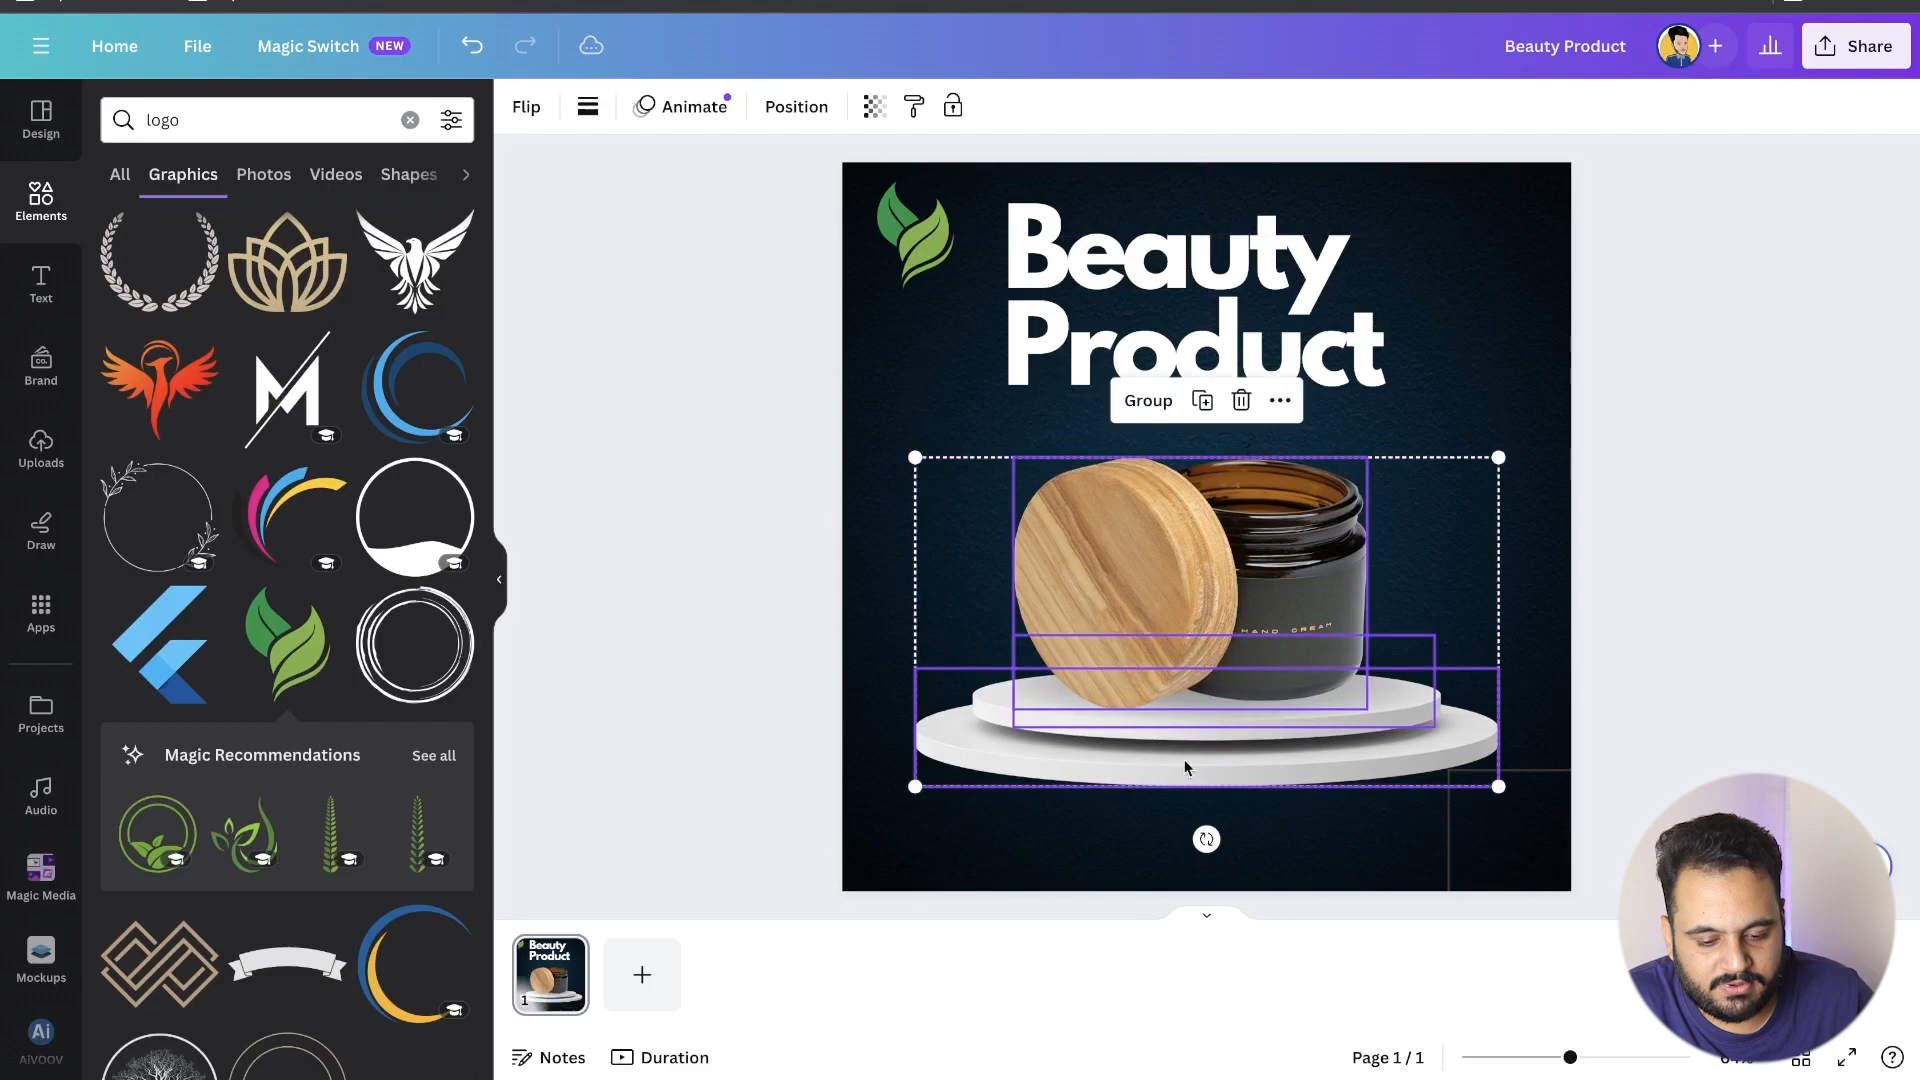 Home
File
Magic Switch
NEW
Beauty Product
Share
Design
Elements
Text
Brand
Uploads
Draw
Apps
Projects
Audio
Magic Media
Mockups
Ai
AiVOOV
logo
All
Graphics
Photos
Videos
Shapes
M
CO.
Magic Recommendations
See all
Flip
Animate
Position
Beauty
Product
Group
HAND CREAM
Beauty
Product
1
Notes
Duration
Page 1 / 1